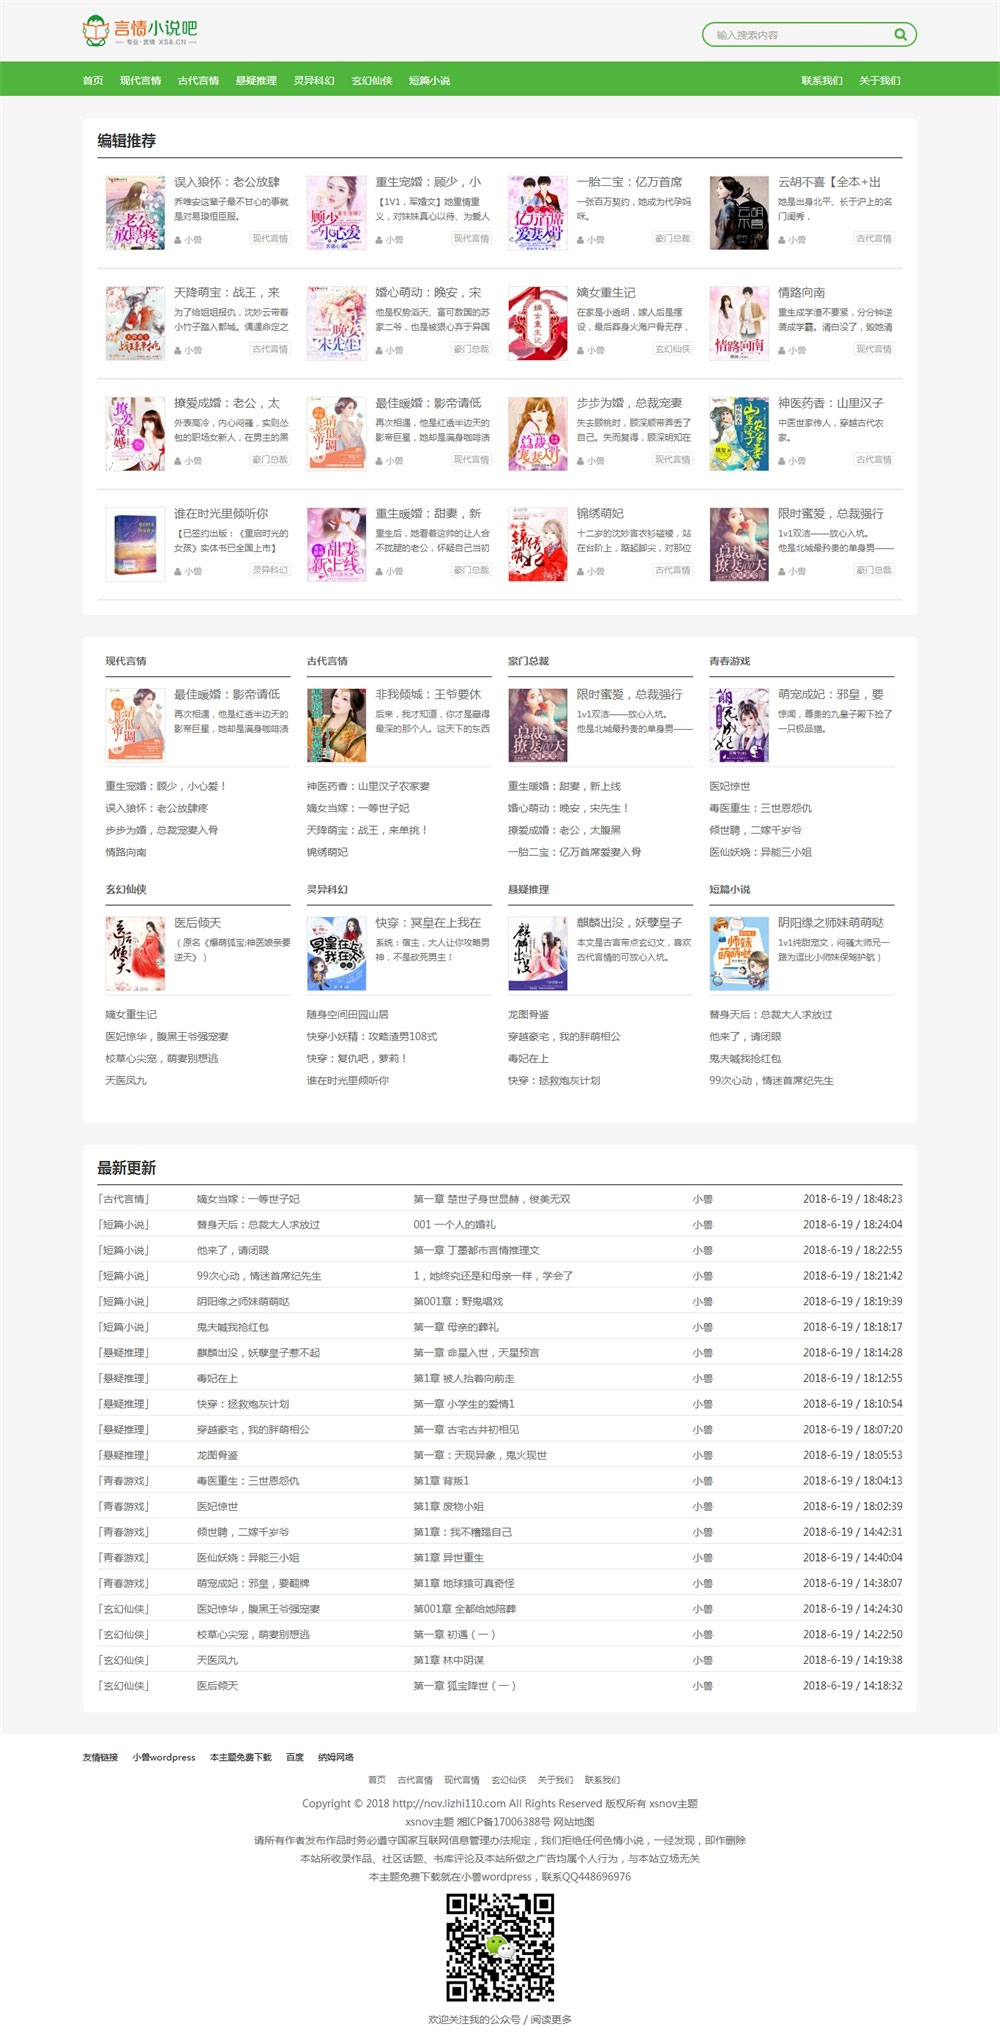 言情小说吧
专业·言情 XS8.CN
输入搜索内容
首页 现代言情 古代言情 悬疑推理 灵异科幻 玄幻仙侠 短篇小说 联系我们 关于我们
编辑推荐
误入狼怀：老公放肆
乔唯安这辈子最不甘心的事就
是对易琅恒臣服。
小兽 现代言情
重生宠婚：顾少，小
【1V1，军婚文】她重情重
义，对妹妹真心以待、为爱人
小兽 现代言情
一胎二宝：亿万首席
一张百万契约，她成为代孕妈
咪。
小兽 豪门总裁
云胡不喜【全本+出
她是出身北平、长于沪上的名
门闺秀，
小兽 古代言情
天降萌宝：战王，来
为了给姐姐报仇，沈妙云带着
小竹子踏入都城。偶遇命定之
小兽 古代言情
婚心萌动：晚安，宋
他是权势滔天、富可敌国的苏
家二爷，也是被狠心弃于异国
小兽 豪门总裁
嫡女重生记
在家是小透明，嫁人后是摆
设，最后葬身火海尸骨无存，
小兽 玄幻仙侠
情路向南
重生成学渣不要紧，分分钟逆
袭成学霸。清白没了，毁她清
小兽 现代言情
撩爱成婚：老公，太
外表高冷，内心闷骚，实则怂
包的职场女新人，在男主的黑
小兽 豪门总裁
最佳暖婚：影帝请低
再次相遇，他是红透半边天的
影帝巨星，她却是满身咖啡渍
小兽 现代言情
步步为婚，总裁宠妻
失去顾桃时，顾深顺带弄丢了
自己。失而复得，顾深明知在
小兽 现代言情
神医药香：山里汉子
中医世家传人，穿越古代农
家。
小兽 古代言情
谁在时光里倾听你
【已签约出版：《重启时光的
女孩》实体书已全国上市】
小兽 灵异科幻
重生暖婚：甜妻，新
重生后，她看着这帅的让人合
不拢腿的老公，怀疑自己当初
小兽 豪门总裁
锦绣萌妃
十二岁的沈妙言衣衫褴褛，站
在台阶上，踮起脚尖，对那位
小兽 古代言情
限时蜜爱，总裁强行
1v1双洁——放心入坑。
他是北城最矜贵的单身男——
小兽 豪门总裁
现代言情
最佳暖婚：影帝请低
再次相遇，他是红透半边天的
影帝巨星，她却是满身咖啡渍
重生宠婚：顾少，小心爱！
误入狼怀：老公放肆疼
步步为婚，总裁宠妻入骨
情路向南
古代言情
非我倾城：王爷要休
后来，我才知道，你才是藏得
最深的那个人。这天下的东西
神医药香：山里汉子农家妻
嫡女当嫁：一等世子妃
天降萌宝：战王，来单挑！
锦绣萌妃
豪门总裁
限时蜜爱，总裁强行
1v1双洁——放心入坑。
他是北城最矜贵的单身男——
重生暖婚：甜妻，新上线
婚心萌动：晚安，宋先生！
撩爱成婚：老公，太腹黑
一胎二宝：亿万首席爱妻入骨
青春游戏
萌宠成妃：邪皇，要
惊闻，尊贵的九皇子殿下捡了
一只极品猫。
医妃惊世
毒医重生：三世恩怨仇
倾世聘，二嫁千岁爷
医仙妖娆：异能三小姐
玄幻仙侠
医后倾天
（原名《爆萌狐宝:神医娘亲要
逆天》）
嫡女重生记
医妃惊华，腹黑王爷强宠妻
校草心尖宠，萌妻别想逃
天医凤九
灵异科幻
快穿：冥皇在上我在
系统：宿主，大人让你攻略男
神，不是砍死男主！
随身空间田园山居
快穿小妖精：攻略渣男108式
快穿：复仇吧，萝莉！
谁在时光里倾听你
悬疑推理
麒麟出没，妖孽皇子
本文是古言带点玄幻文，喜欢
古代言情的可放心入坑。
龙图骨鉴
穿越豪宅，我的胖萌相公
毒妃在上
快穿：拯救炮灰计划
短篇小说
阴阳缘之师妹萌萌哒
1v1纯甜宠文，闷骚大师兄一
路为逗比小师妹保驾护航）
替身天后：总裁大人求放过
他来了，请闭眼
鬼夫喊我抢红包
99次心动，情迷首席纪先生
最新更新
「古代言情」 嫡女当嫁：一等世子妃 第一章 楚世子身世显赫，俊美无双 小兽 2018-6-19 / 18:48:23
「短篇小说」 替身天后：总裁大人求放过 001 一个人的婚礼 小兽 2018-6-19 / 18:24:04
「短篇小说」 他来了，请闭眼 第一章 丁墨都市言情推理文 小兽 2018-6-19 / 18:22:55
「短篇小说」 99次心动，情迷首席纪先生 1，她终究还是和母亲一样，学会了 小兽 2018-6-19 / 18:21:42
「短篇小说」 阴阳缘之师妹萌萌哒 第001章：野鬼唱戏 小兽 2018-6-19 / 18:19:39
「短篇小说」 鬼夫喊我抢红包 第一章 母亲的葬礼 小兽 2018-6-19 / 18:18:17
「悬疑推理」 麒麟出没，妖孽皇子惹不起 第一章 命星入世，天星预言 小兽 2018-6-19 / 18:14:28
「悬疑推理」 毒妃在上 第1章 被人抬着向前走 小兽 2018-6-19 / 18:12:55
「悬疑推理」 快穿：拯救炮灰计划 第一章 小学生的爱情1 小兽 2018-6-19 / 18:10:54
「悬疑推理」 穿越豪宅，我的胖萌相公 第一章 古宅古井初相见 小兽 2018-6-19 / 18:07:20
「悬疑推理」 龙图骨鉴 第一章：天现异象，鬼火现世 小兽 2018-6-19 / 18:05:53
「青春游戏」 毒医重生：三世恩怨仇 第1章 背叛1 小兽 2018-6-19 / 18:04:13
「青春游戏」 医妃惊世 第1章 废物小姐 小兽 2018-6-19 / 18:02:39
「青春游戏」 倾世聘，二嫁千岁爷 第1章：我不糟蹋自己 小兽 2018-6-19 / 14:42:31
「青春游戏」 医仙妖娆：异能三小姐 第1章 异世重生 小兽 2018-6-19 / 14:40:04
「青春游戏」 萌宠成妃：邪皇，要翻牌 第1章 地球猿可真奇怪 小兽 2018-6-19 / 14:38:07
「玄幻仙侠」 医妃惊华，腹黑王爷强宠妻 第001章 全都给她陪葬 小兽 2018-6-19 / 14:24:30
「玄幻仙侠」 校草心尖宠，萌妻别想逃 第一章 初遇（一） 小兽 2018-6-19 / 14:22:50
「玄幻仙侠」 天医凤九 第1章 林中阴谋 小兽 2018-6-19 / 14:19:38
「玄幻仙侠」 医后倾天 第一章 狐宝降世（一） 小兽 2018-6-19 / 14:18:32
友情链接 小兽wordpress 本主题免费下载 百度 纳姆网络
首页 古代言情 现代言情 玄幻仙侠 关于我们 联系我们
Copyright © 2018 http://nov.lizhi110.com All Rights Reserved 版权所有 xsnov主题
xsnov主题 湘ICP备17006388号 网站地图
请所有作者发布作品时务必遵守国家互联网信息管理办法规定，我们拒绝任何色情小说，一经发现，即作删除
本站所收录作品、社区话题、书库评论及本站所做之广告均属个人行为，与本站立场无关
本主题免费下载就在小兽wordpress，联系QQ448696976
欢迎关注我的公众号 / 阅读更多